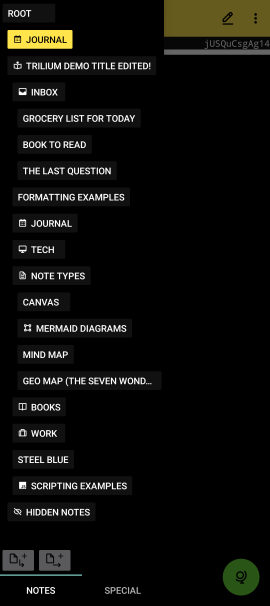 ROOT
JOURNAL
jUSQuCsgAg14
TRILIUM DEMO TITLE EDITED!
INBOX
GROCERY LIST FOR TODAY
BOOK TO READ
THE LAST QUESTION
FORMATTING EXAMPLES
JOURNAL
TECH
NOTE TYPES
CANVAS
MERMAID DIAGRAMS
MIND MAP
GEO MAP (THE SEVEN WOND...
BOOKS
WORK
STEEL BLUE
SCRIPTING EXAMPLES
HIDDEN NOTES
NOTES
SPECIAL